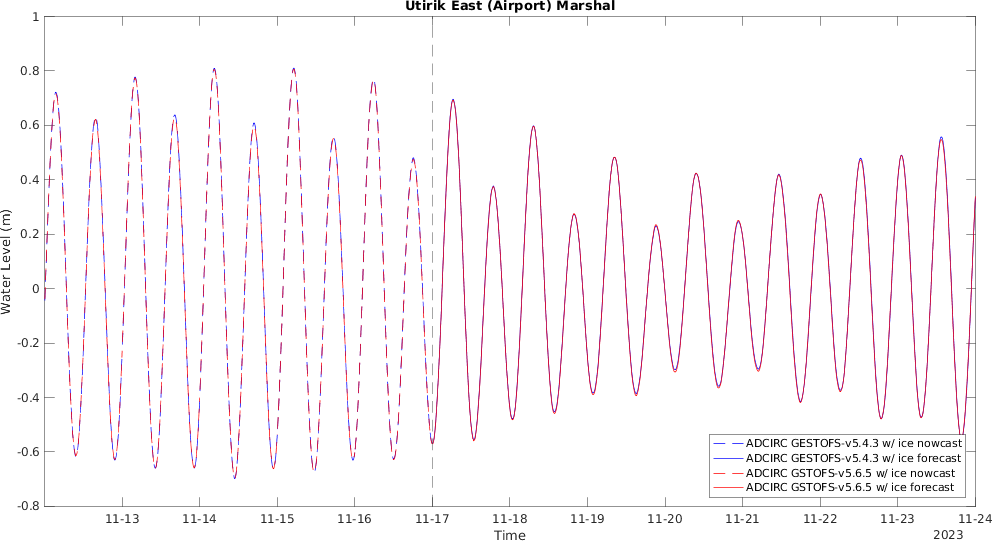 Utirik East (Airport) Marshal
1
0.8
0.6
0.4
0.2
0
-0.2
-0.4
-0.6
-0.8
Water Level (m)
ADCIRC GESTOFS-v5.4.3 w/ ice nowcast
ADCIRC GESTOFS-v5.4.3 w/ ice forecast
ADCIRC GSTOFS-v5.6.5 w/ ice nowcast
ADCIRC GSTOFS-v5.6.5 w/ ice forecast
11-13 11-14 11-15 11-16 11-17 11-18 11-19 11-20 11-21 11-22 11-23 11-24
Time
2023